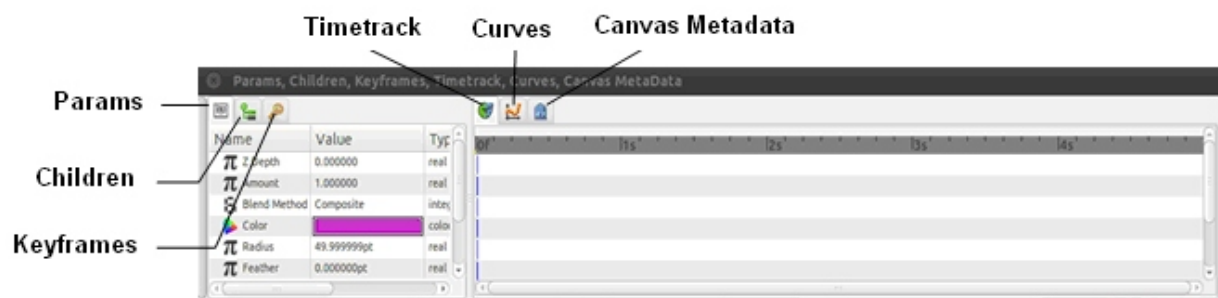 Timetrack Curves Canvas Metadata
Params, Children, Keyframes, Timetrack, Curves, Canvas MetaData
Params
Children
Keyframes
Name Value Typ
0f 1s 2s 3s 4s
π Z Depth 0.000000 real
π Amount 1.000000 real
Blend Method Composite integ
Color color
π Radius 49.999999pt real
π Feather 0.000000pt real